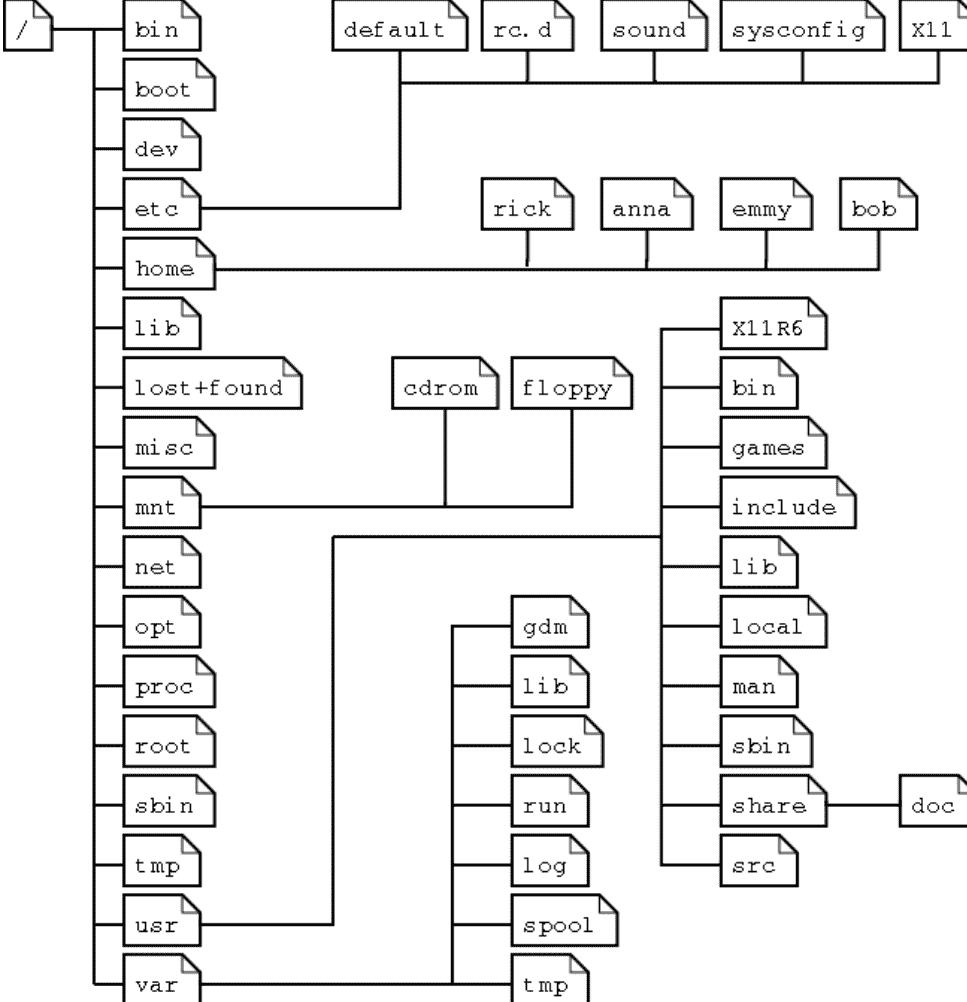 / bin default rc.d sound sysconfig X11
boot
dev
etc
rick anna emmy bob
home
lib X11R6
lost+found cdrom floppy bin
misc games
mnt include
net lib
opt gdm local
proc lib man
root lock sbin
sbin run share doc
tmp log src
usr spool
var tmp